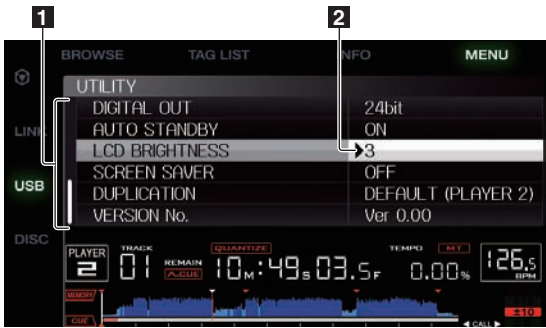 1 2
BROWSE TAG LIST INFO MENU
UTILITY
DIGITAL OUT 24bit
AUTO STANDBY ON
LINK
LCD BRIGHTNESS 3
SCREEN SAVER OFF
USB
DUPLICATION DEFAULT (PLAYER 2)
VERSION No. Ver 0.00
DISC
PLAYER 2 TRACK 01 REMAIN A.CUE QUANTIZE 10M:49S03.5F TEMPO MT 0.00% 126.5 BPM
MEMORY
±10
CUE
CALL